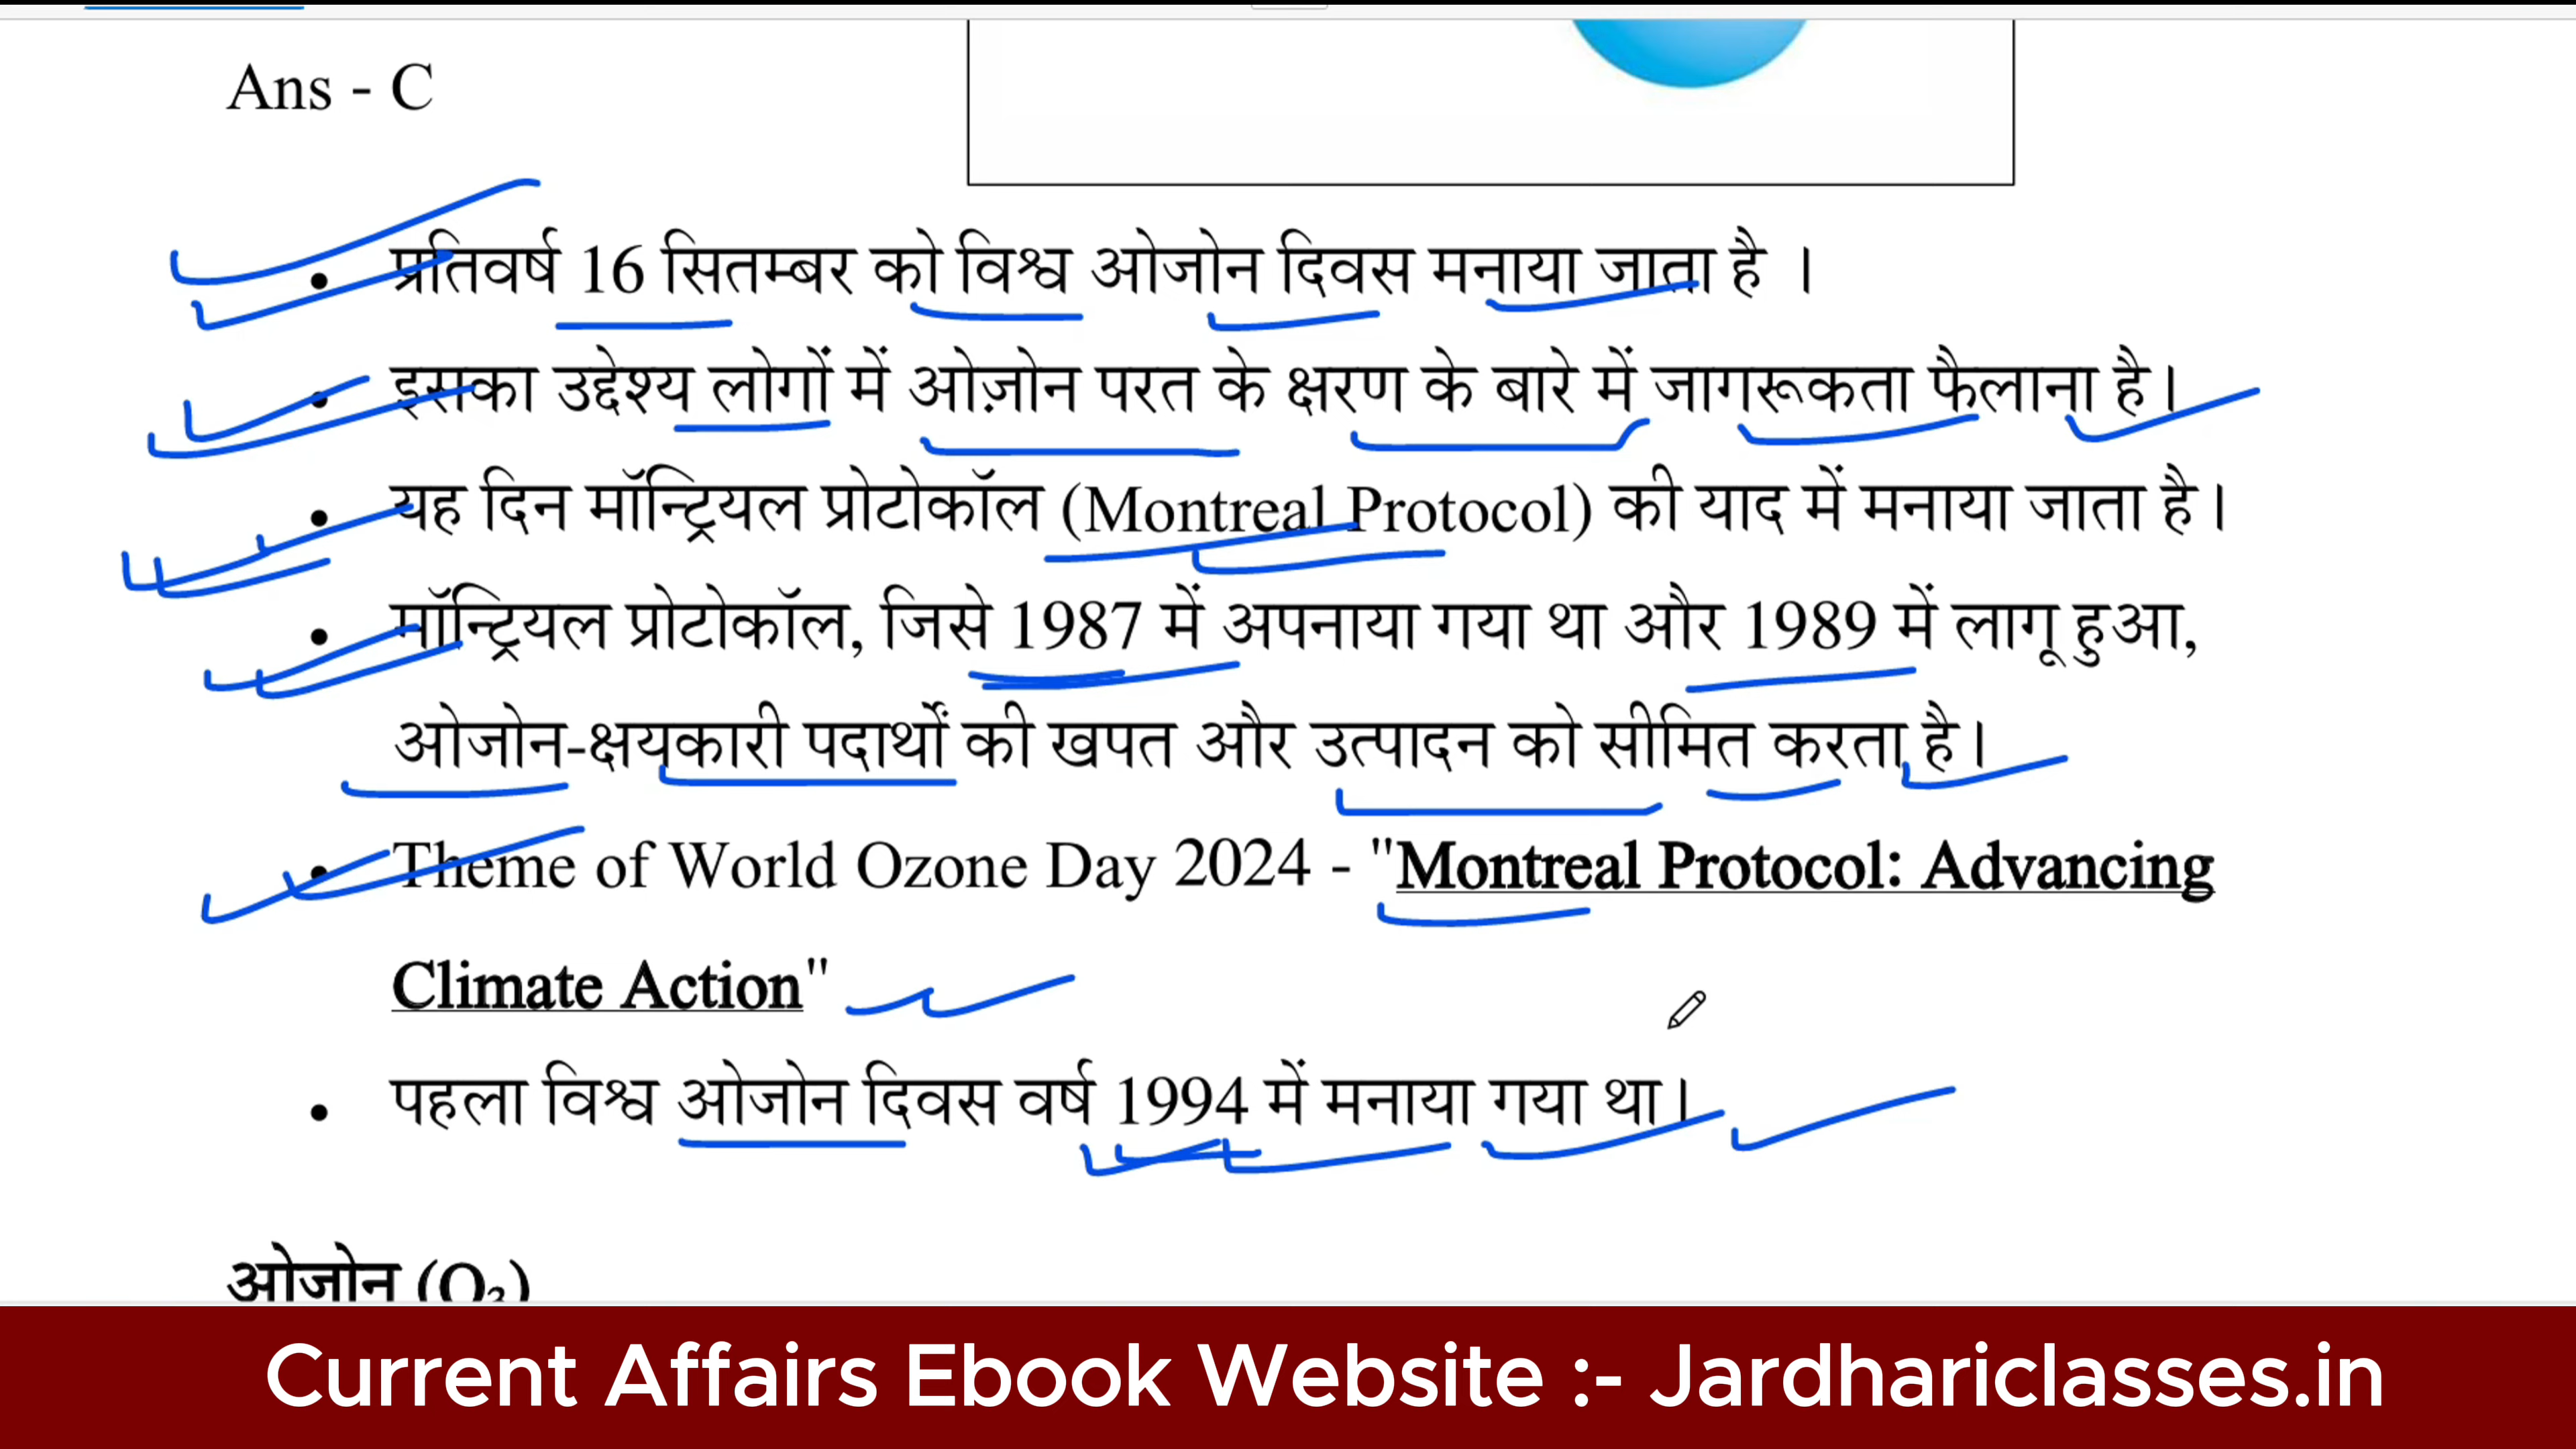 Ans - C
• प्रतिवर्ष 16 सितम्बर को विश्व ओजोन दिवस मनाया जाता है ।
• इसका उद्देश्य लोगों में ओज़ोन परत के क्षरण के बारे में जागरूकता फैलाना है।
• यह दिन मॉन्ट्रियल प्रोटोकॉल (Montreal Protocol) की याद में मनाया जाता है।
• मॉन्ट्रियल प्रोटोकॉल, जिसे 1987 में अपनाया गया था और 1989 में लागू हुआ,
ओजोन-क्षयकारी पदार्थों की खपत और उत्पादन को सीमित करता है।
• Theme of World Ozone Day 2024 - "Montreal Protocol: Advancing
Climate Action"
• पहला विश्व ओजोन दिवस वर्ष 1994 में मनाया गया था।
ओजोन (O₃)
Current Affairs Ebook Website :- Jardhariclasses.in